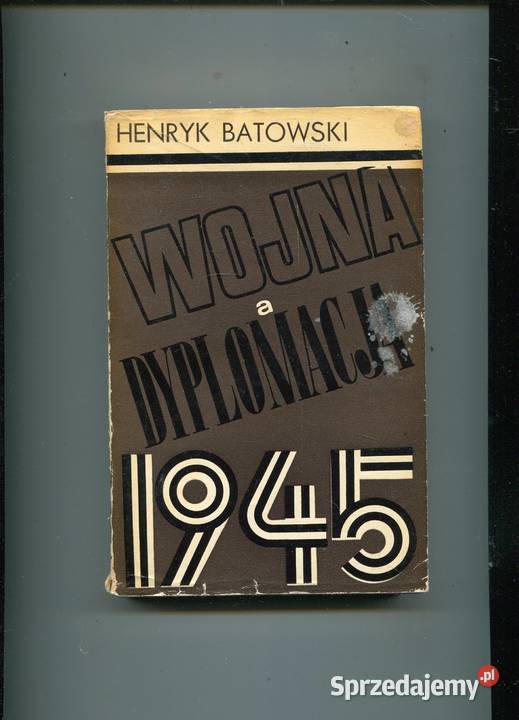 HENRYK BATOWSKI
WOJNA
a
DYPLOMACJA
1945
Sprzedajemy.pl